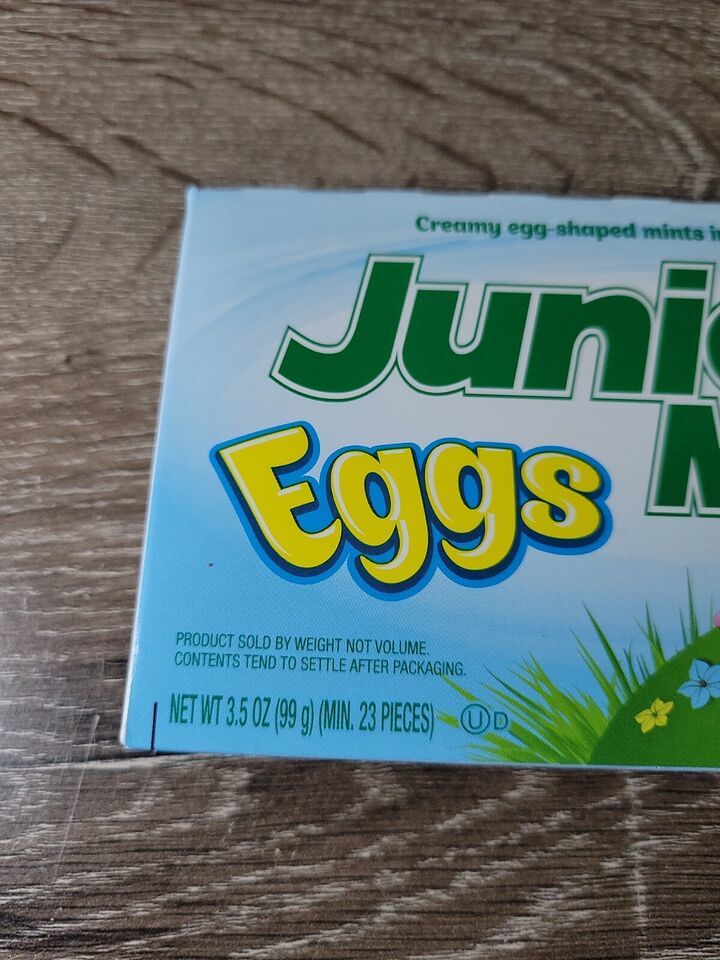 Creamy egg-shaped mints
Juni
Eggs
PRODUCT SOLD BY WEIGHT NOT VOLUME.
CONTENTS TEND TO SETTLE AFTER PACKAGING.
NET WT 3.5 OZ (99 g) (MIN. 23 PIECES) Ⓤ D